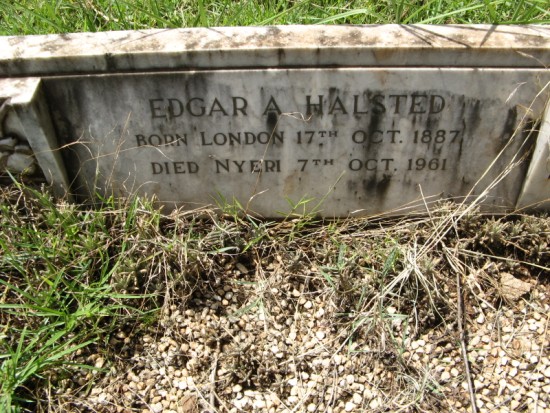 EDGAR A HALSTED
BORN LONDON 17TH OCT. 1887
DIED NYERI 7TH OCT. 1961